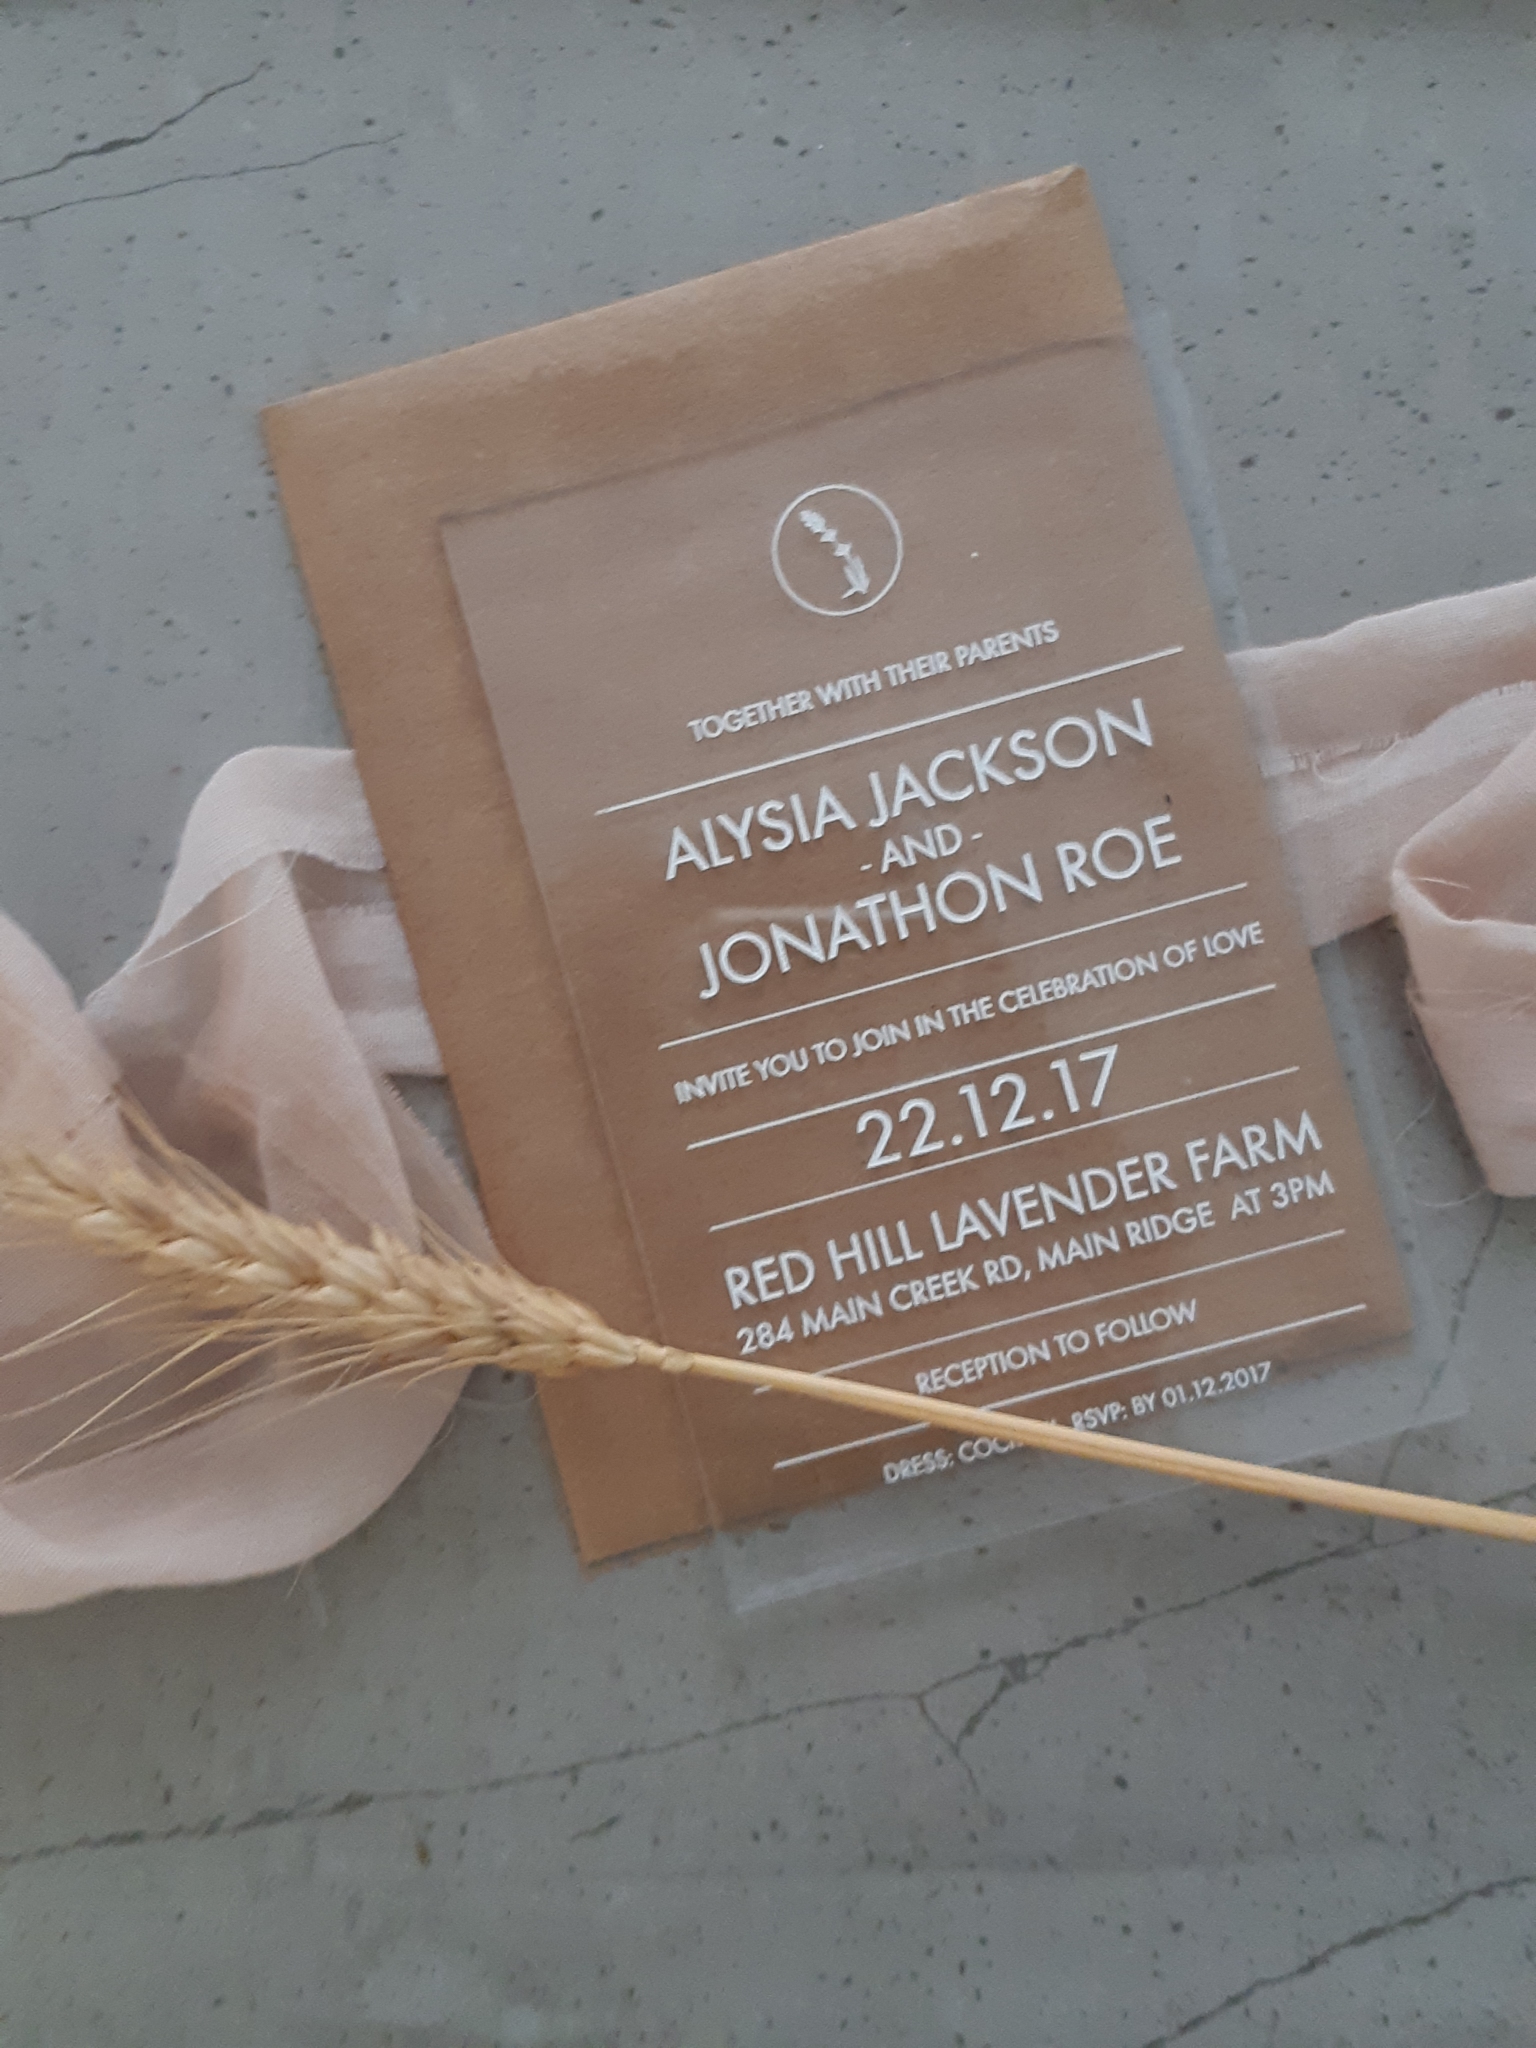 TOGETHER WITH THEIR PARENTS
ALYSIA JACKSON
- AND -
JONATHON ROE
INVITE YOU TO JOIN IN THE CELEBRATION OF LOVE
22.12.17
RED HILL LAVENDER FARM
284 MAIN CREEK RD, MAIN RIDGE AT 3PM
RECEPTION TO FOLLOW
DRESS: RSVP: BY 01.12.2017